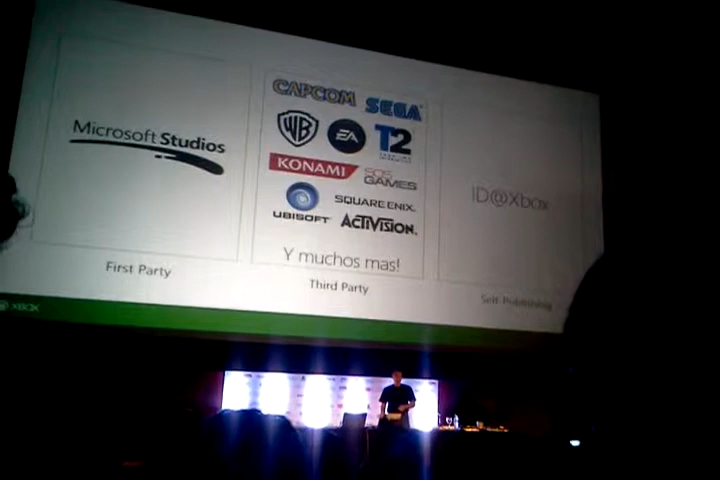 Microsoft Studios
First Party
CAPCOM
SEGA
WB
EA
T2
KONAMI
505 GAMES
UBISOFT
SQUARE ENIX
ACTIVISION
Y muchos mas!
Third Party
ID@Xbox
Self-Publishing
XBOX